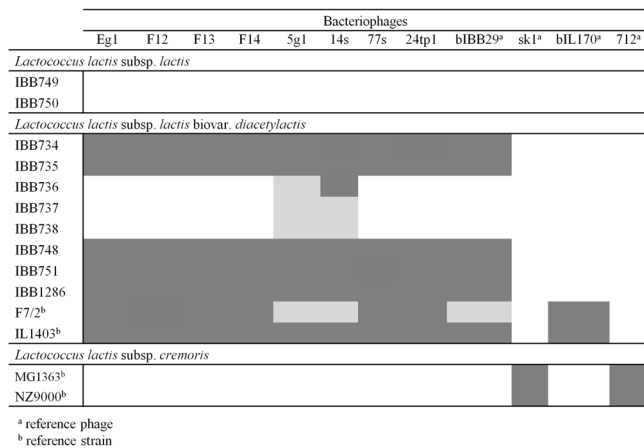 Bacteriophages
Eg1 F12 F13 F14 5g1 14s 77s 24tp1 bIBB29ᵃ sk1ᵃ bIL170ᵃ 712ᵃ
Lactococcus lactis subsp. lactis
IBB749
IBB750
Lactococcus lactis subsp. lactis biovar. diacetylactis
IBB734
IBB735
IBB736
IBB737
IBB738
IBB748
IBB751
IBB1286
F7/2ᵇ
IL1403ᵇ
Lactococcus lactis subsp. cremoris
MG1363ᵇ
NZ9000ᵇ
ᵃ reference phage
ᵇ reference strain